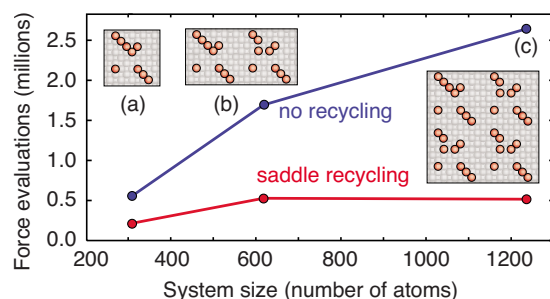 Force evaluations (millions)
2.5
2.0
1.5
1.0
0.5
0.0
(a)
(b)
(c)
no recycling
saddle recycling
200
400
600
800
1000
1200
System size (number of atoms)